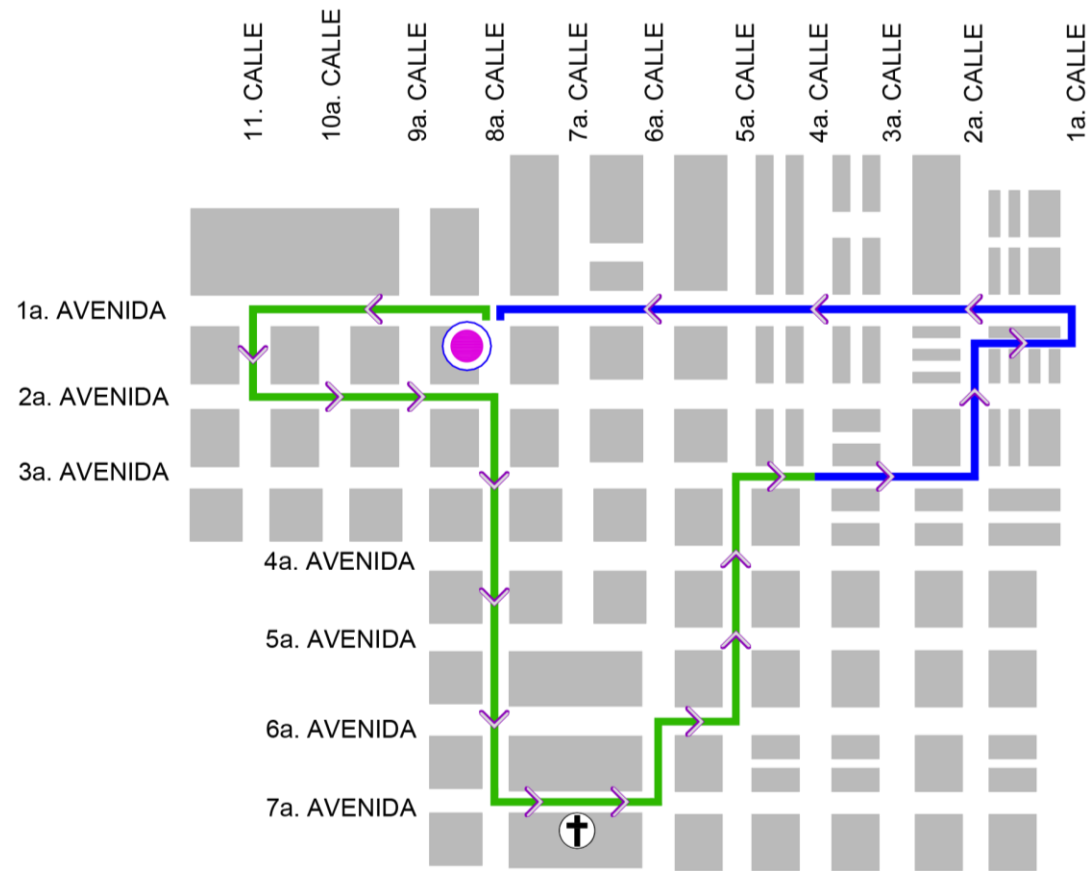 11. CALLE
10a. CALLE
9a. CALLE
8a. CALLE
7a. CALLE
6a. CALLE
5a. CALLE
4a. CALLE
3a. CALLE
2a. CALLE
1a. CALLE
1a. AVENIDA
2a. AVENIDA
3a. AVENIDA
4a. AVENIDA
5a. AVENIDA
6a. AVENIDA
7a. AVENIDA